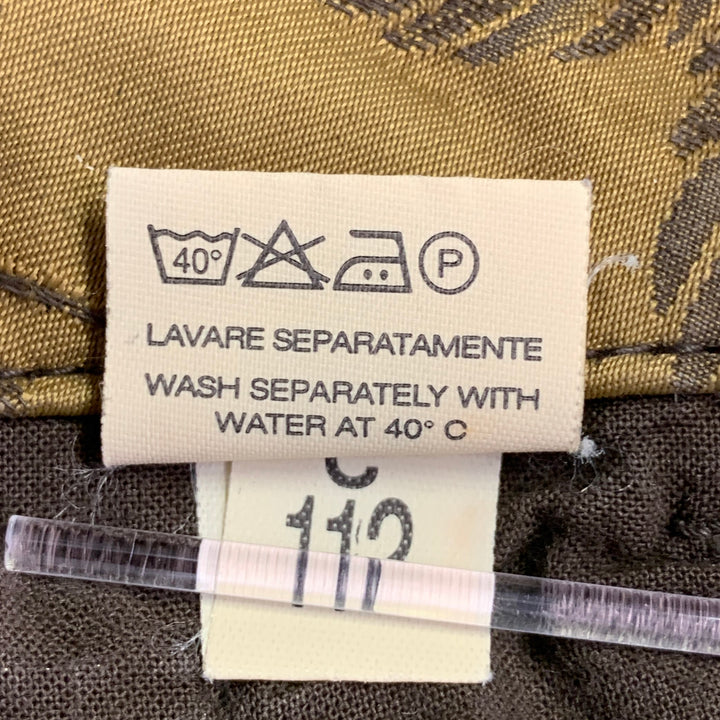 40° P
LAVARE SEPARATAMENTE
WASH SEPARATELY WITH
WATER AT 40° C
C
112